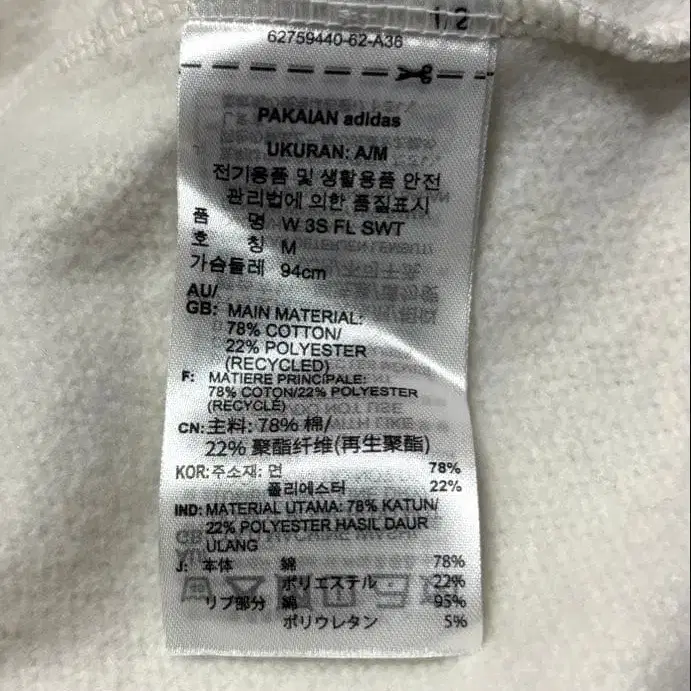 1/2
62759440-62-A36
PAKAIAN adidas
UKURAN: A/M
전기용품 및 생활용품 안전
관리법에 의한 품질표시
품 명 W 3S FL SWT
호 칭 M
가슴둘레 94cm
AU/
GB: MAIN MATERIAL:
78% COTTON/
22% POLYESTER
(RECYCLED)
F: MATIERE PRINCIPALE:
78% COTON/22% POLYESTER
(RECYCLÉ)
CN: 主料: 78% 棉/
22% 聚酯纤维(再生聚酯)
KOR: 주소재: 면 78%
폴리에스터 22%
IND: MATERIAL UTAMA: 78% KATUN/
22% POLYESTER HASIL DAUR
ULANG
J: 本体 綿 78%
ポリエステル 22%
リブ部分 綿 95%
ポリウレタン 5%